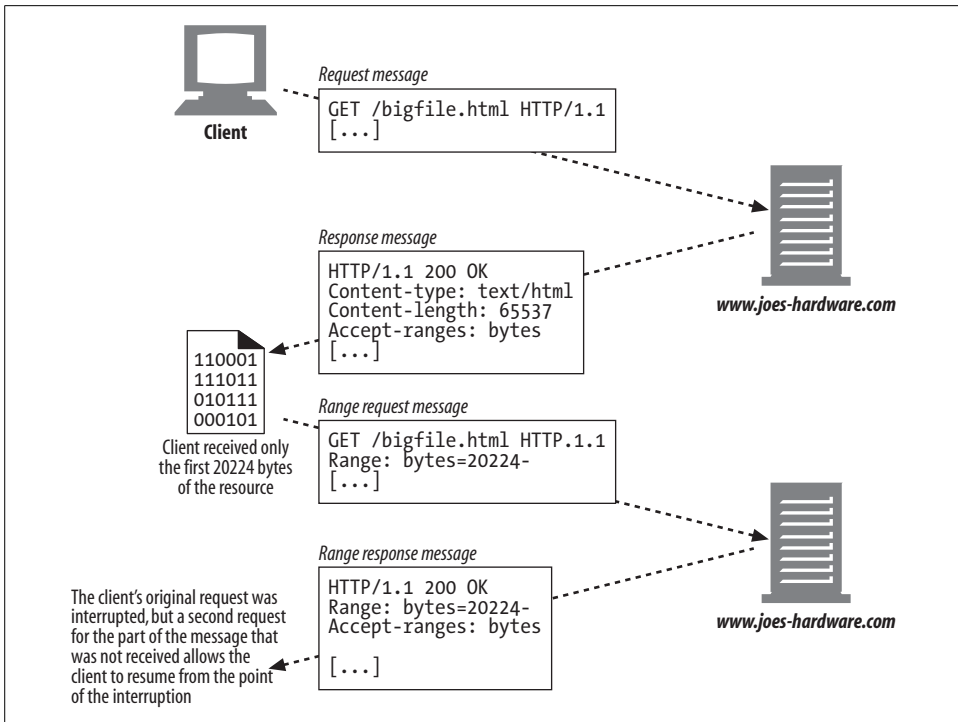 Request message
GET /bigfile.html HTTP/1.1
[...]
Client
www.joes-hardware.com
Response message
HTTP/1.1 200 OK
Content-type: text/html
Content-length: 65537
Accept-ranges: bytes
[...]
110001
111011
010111
000101
Client received only
the first 20224 bytes
of the resource
Range request message
GET /bigfile.html HTTP.1.1
Range: bytes=20224-
[...]
www.joes-hardware.com
Range response message
HTTP/1.1 200 OK
Range: bytes=20224-
Accept-ranges: bytes
[...]
The client's original request was
interrupted, but a second request
for the part of the message that
was not received allows the
client to resume from the point
of the interruption